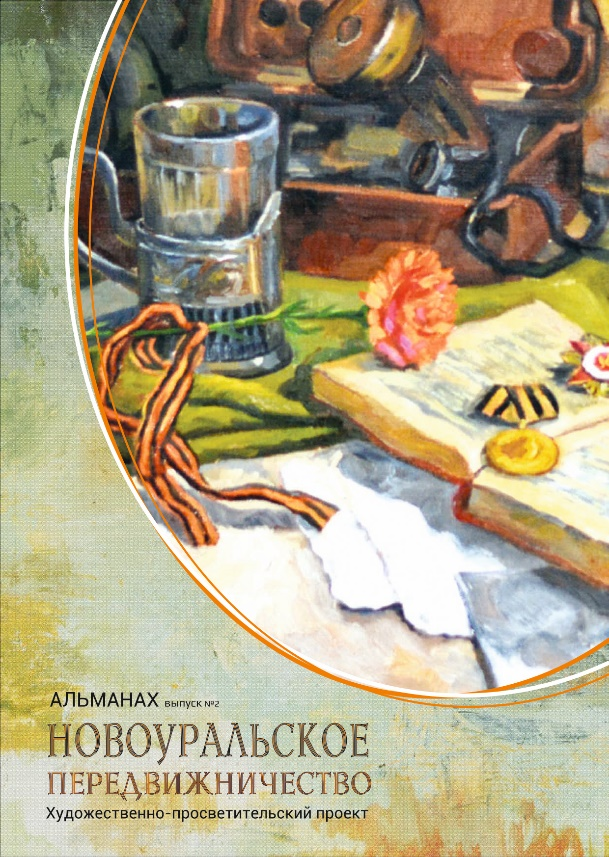 АЛЬМАНАХ выпуск №2
НОВОУРАЛЬСКОЕ
ПЕРЕДВИЖНИЧЕСТВО
Художественно-просветительский проект